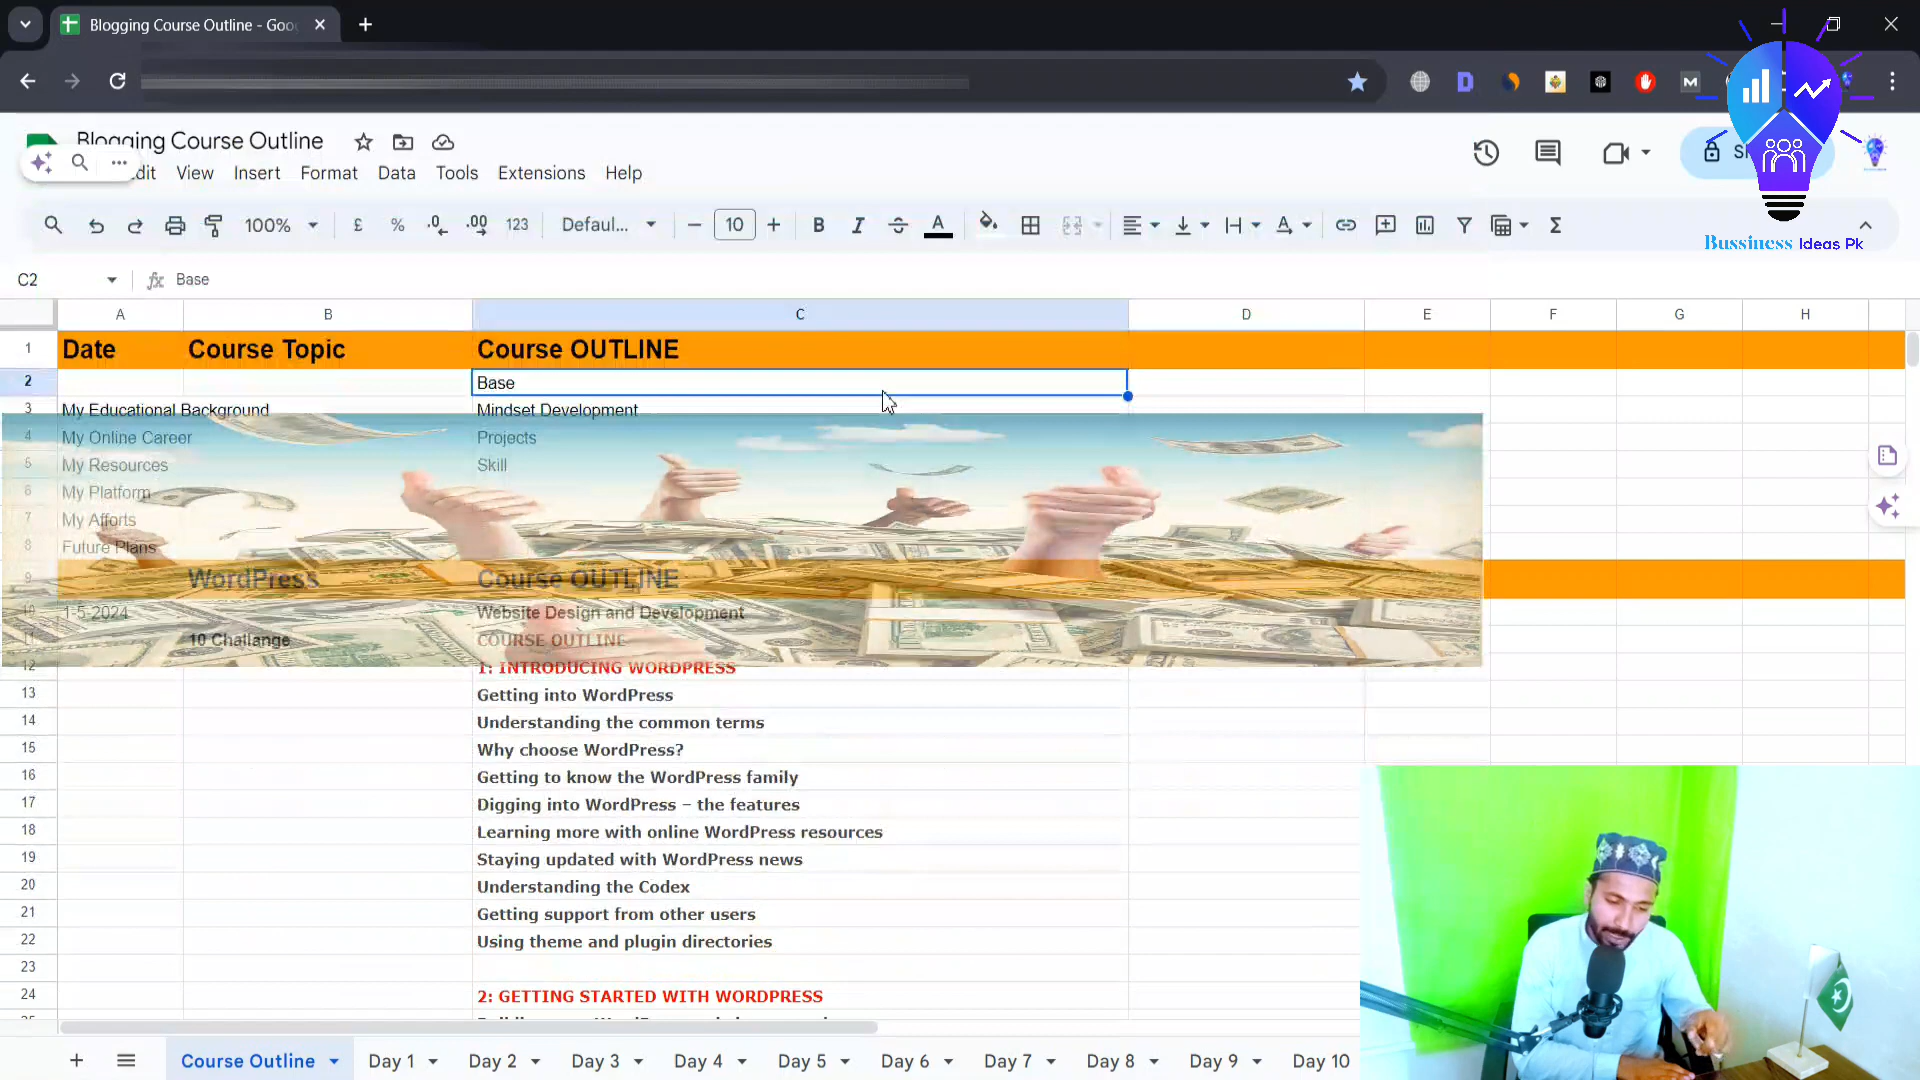 Blogging Course Outline - Goo
Blogging Course Outline
dit View Insert Format Data Tools Extensions Help
100% £ % .0 .00 123 Defaul... 10 B I A Σ
Bussiness Ideas Pk
C2 fx Base
A B C D E F G H
1 Date Course Topic Course OUTLINE
2 Base
3 My Educational Background Mindset Development
4 My Online Career Projects
5 My Resources Skill
6 My Platform
7 My Afforts
8 Future Plans
9 WordPress Course OUTLINE
10 1-5-2024 Website Design and Development
11 10 Challange COURSE OUTLINE
12 1: INTRODUCING WORDPRESS
13 Getting into WordPress
14 Understanding the common terms
15 Why choose WordPress?
16 Getting to know the WordPress family
17 Digging into WordPress – the features
18 Learning more with online WordPress resources
19 Staying updated with WordPress news
20 Understanding the Codex
21 Getting support from other users
22 Using theme and plugin directories
23
24 2: GETTING STARTED WITH WORDPRESS
Course Outline Day 1 Day 2 Day 3 Day 4 Day 5 Day 6 Day 7 Day 8 Day 9 Day 10